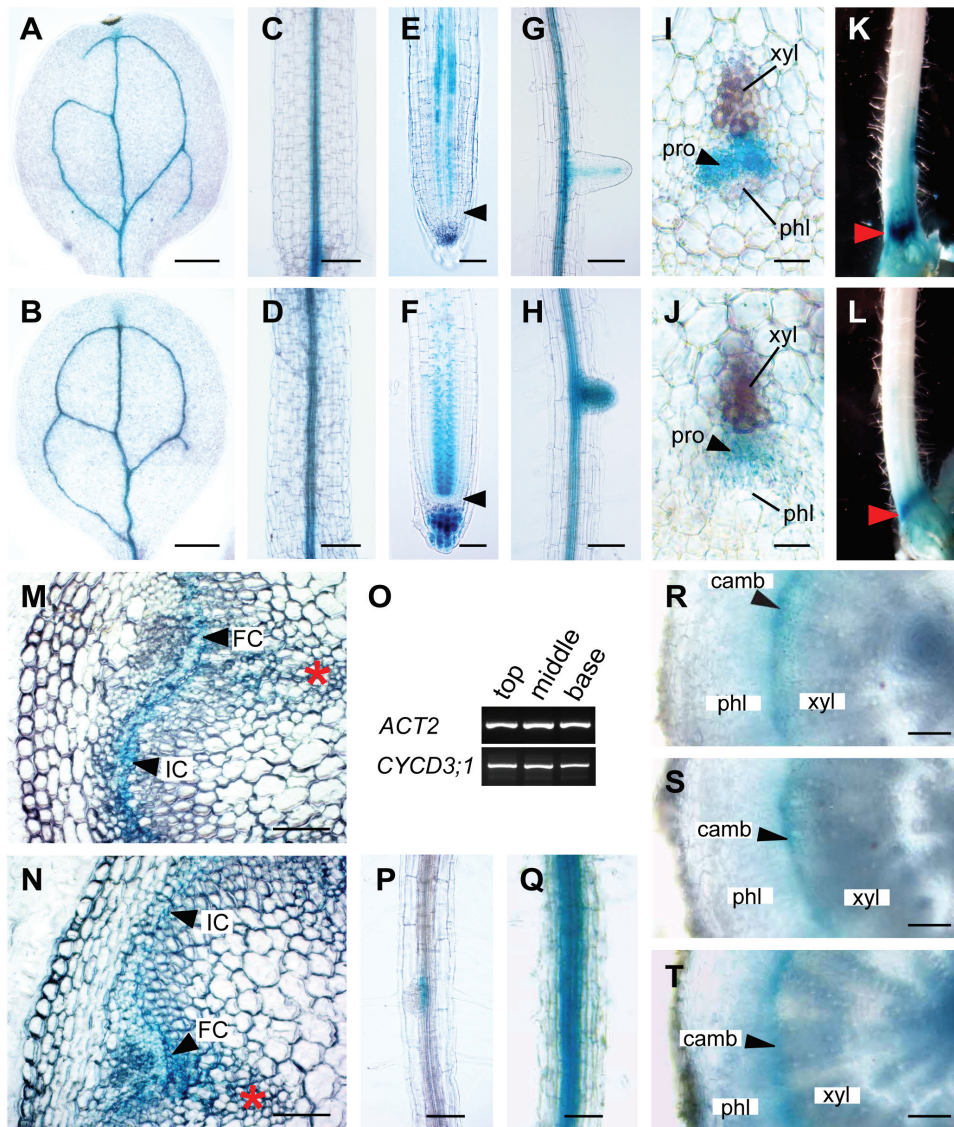 A
C
E
G
I
xyl
pro
phl
K
B
D
F
H
J
xyl
pro
phl
L
M
FC
*
IC
O
top
middle
base
ACT2
CYCD3;1
R
camb
phl
xyl
S
camb
phl
xyl
N
IC
FC
*
P
Q
T
camb
phl
xyl